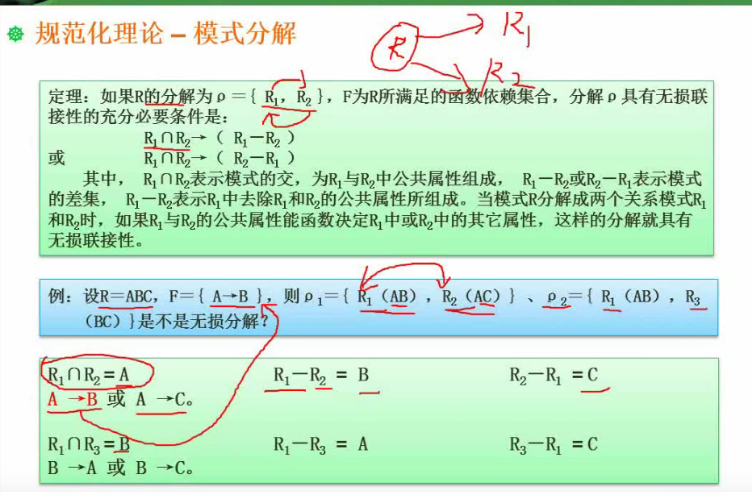 规范化理论 – 模式分解
R R₁
R₂
定理：如果R的分解为ρ＝{ R₁，R₂ }，F为R所满足的函数依赖集合，分解ρ具有无损联
接性的充分必要条件是：
R₁∩R₂→（ R₁－R₂ ）
或 R₁∩R₂→（ R₂－R₁ ）
其中， R₁∩R₂表示模式的交，为R₁与R₂中公共属性组成， R₁－R₂或R₂－R₁表示模式
的差集， R₁－R₂表示R₁中去除R₁和R₂的公共属性所组成。当模式R分解成两个关系模式R₁
和R₂时，如果R₁与R₂的公共属性能函数决定R₁中或R₂中的其它属性，这样的分解就具有
无损联接性。
例：设R＝ABC，F＝{ A→B }，则ρ₁＝{ R₁（AB），R₂（AC）} 、ρ₂＝{ R₁（AB），R₃
（BC）}是不是无损分解？
R₁∩R₂＝A R₁－R₂ ＝ B R₂－R₁ ＝C
A →B 或 A →C。
R₁∩R₃＝B R₁－R₃ ＝ A R₃－R₁ ＝C
B →A 或 B →C。